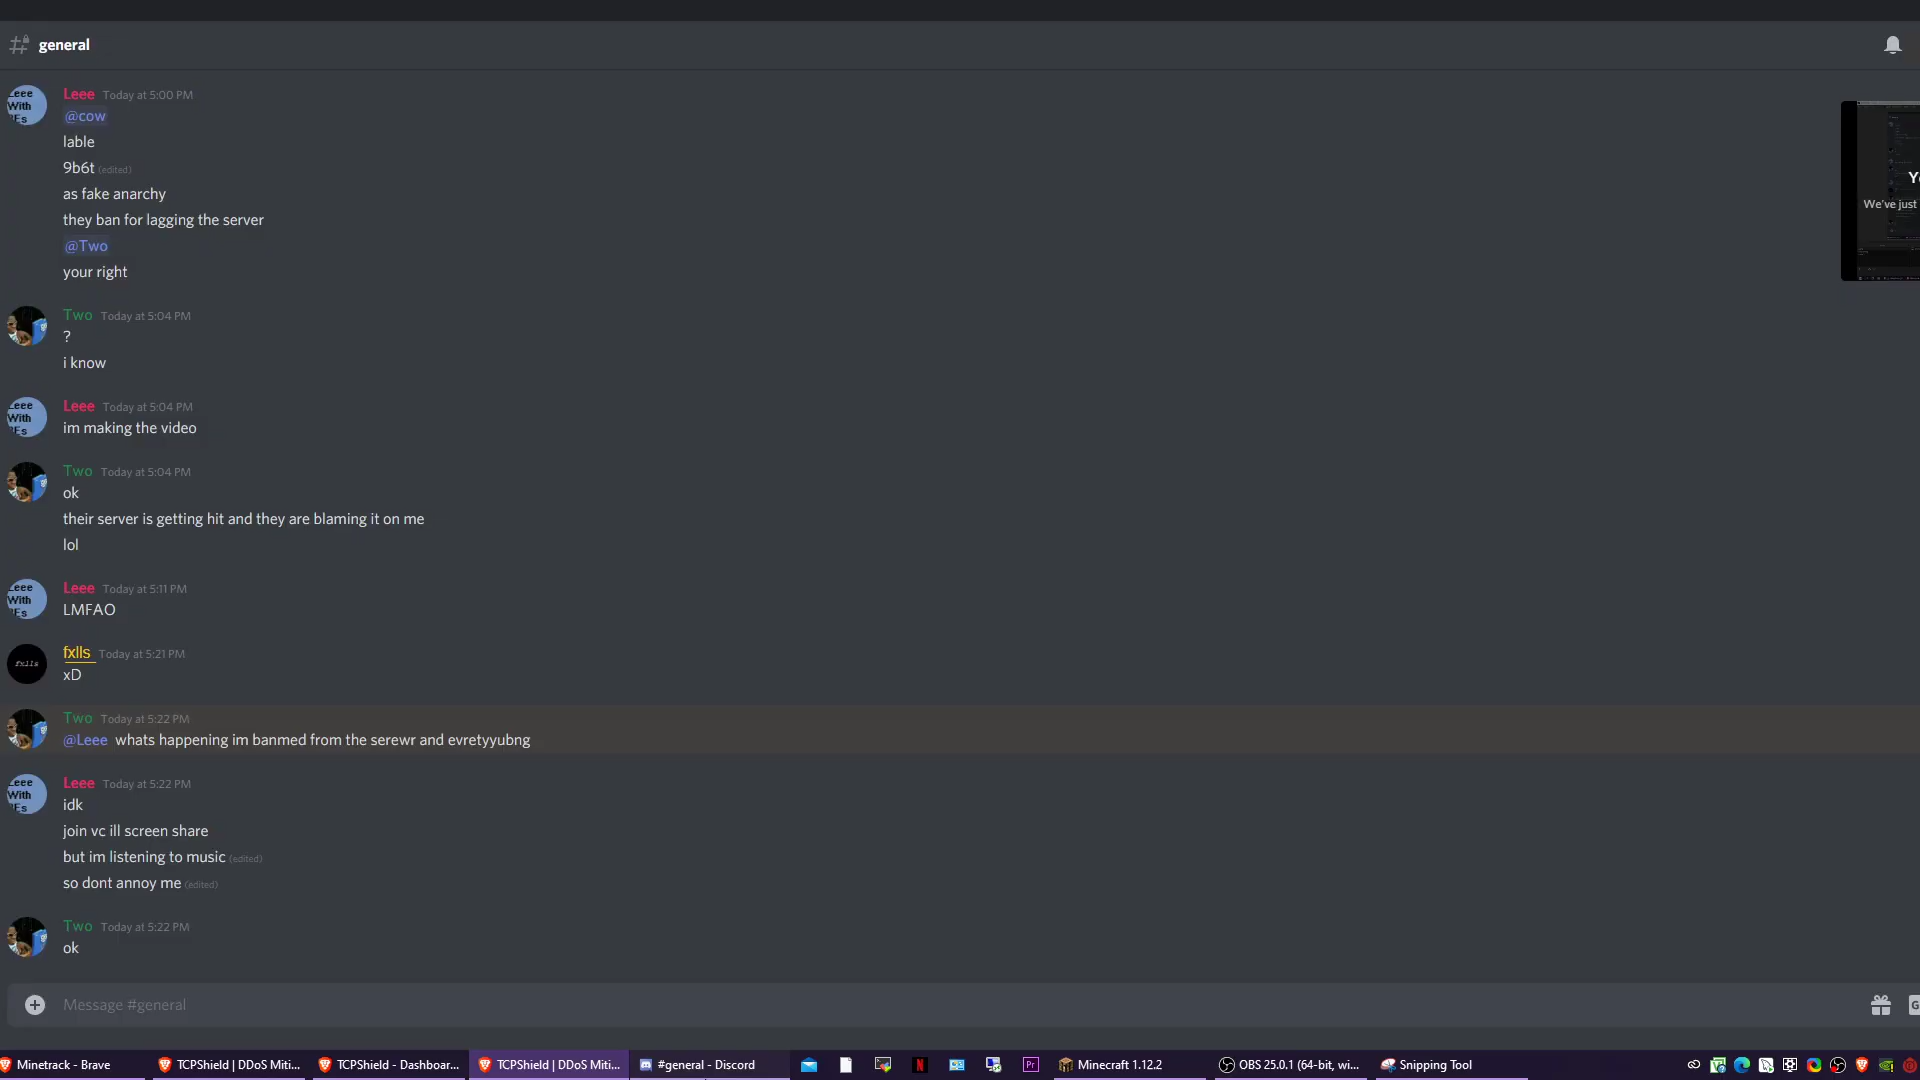 general
Leee Today at 5:00 PM
@cow
lable
9b6t (edited)
as fake anarchy
they ban for lagging the server
@Two
your right
We've just
Two Today at 5:04 PM
?
i know
Leee Today at 5:04 PM
im making the video
Two Today at 5:04 PM
ok
their server is getting hit and they are blaming it on me
lol
Leee Today at 5:11 PM
LMFAO
fxlls Today at 5:21 PM
xD
Two Today at 5:22 PM
@Leee whats happening im banmed from the serewr and evretyyubng
Leee Today at 5:22 PM
idk
join vc ill screen share
but im listening to music (edited)
so dont annoy me (edited)
Two Today at 5:22 PM
ok
Message #general
Minetrack - Brave TCPShield | DDoS Miti... TCPShield - Dashboar... TCPShield | DDoS Miti... #general - Discord Minecraft 1.12.2 OBS 25.0.1 (64-bit, wi... Snipping Tool